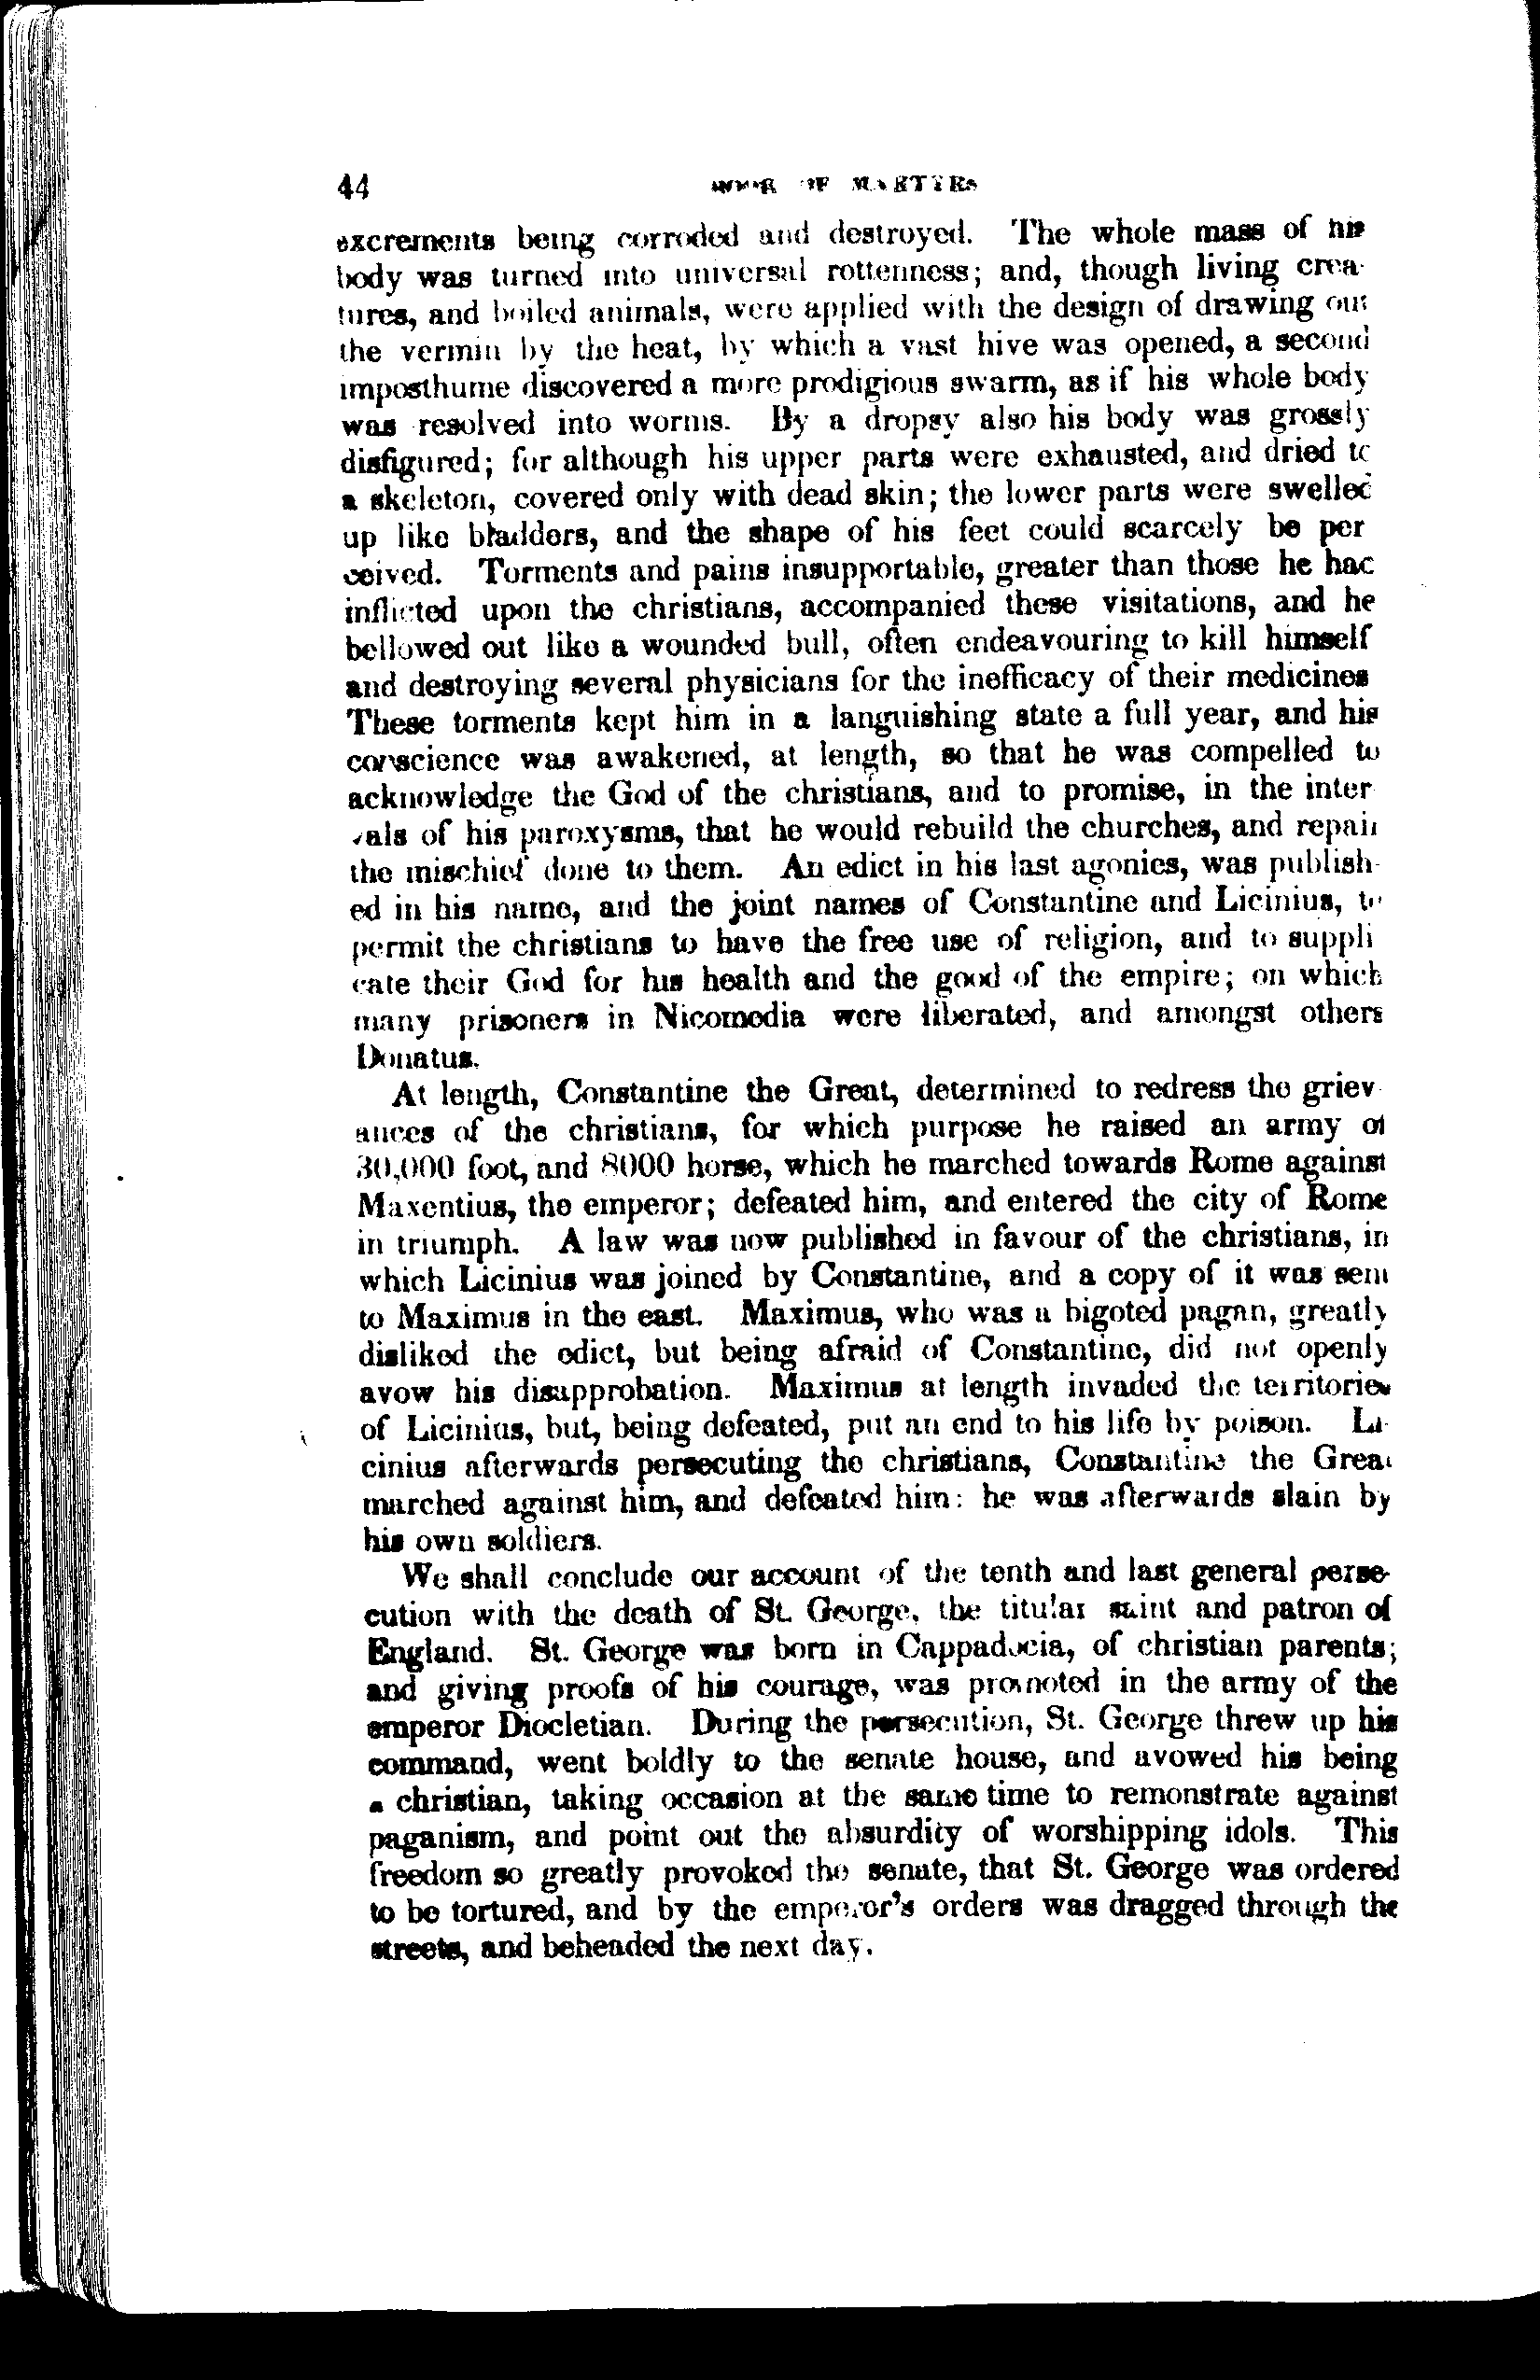 44 BOOK OF MARTYRS
excrements being corroded and destroyed. The whole mass of his
body was turned into universal rottenness; and, though living crea-
tures, and boiled animals, were applied with the design of drawing out
the vermin by the heat, by which a vast hive was opened, a second
imposthume discovered a more prodigious swarm, as if his whole body
was resolved into worms. By a dropsy also his body was grossly
disfigured; for although his upper parts were exhausted, and dried to
a skeleton, covered only with dead skin; the lower parts were swelled
up like bladders, and the shape of his feet could scarcely be per
ceived. Torments and pains insupportable, greater than those he had
inflicted upon the christians, accompanied these visitations, and he
bellowed out like a wounded bull, often endeavouring to kill himself
and destroying several physicians for the inefficacy of their medicines
These torments kept him in a languishing state a full year, and his
conscience was awakened, at length, so that he was compelled to
acknowledge the God of the christians, and to promise, in the inter
vals of his paroxysms, that he would rebuild the churches, and repair
the mischief done to them. An edict in his last agonies, was publish-
ed in his name, and the joint names of Constantine and Licinius, to
permit the christians to have the free use of religion, and to suppli
cate their God for his health and the good of the empire; on which
many prisoners in Nicomedia were liberated, and amongst others
Donatus.
At length, Constantine the Great, determined to redress the griev
ances of the christians, for which purpose he raised an army of
30,000 foot, and 8000 horse, which he marched towards Rome against
Maxentius, the emperor; defeated him, and entered the city of Rome
in triumph. A law was now published in favour of the christians, in
which Licinius was joined by Constantine, and a copy of it was sent
to Maximus in the east. Maximus, who was a bigoted pagan, greatly
disliked the edict, but being afraid of Constantine, did not openly
avow his disapprobation. Maximus at length invaded the territories
of Licinius, but, being defeated, put an end to his life by poison. Li-
cinius afterwards persecuting the christians, Constantine the Great
marched against him, and defeated him: he was afterwards slain by
his own soldiers.
We shall conclude our account of the tenth and last general perse-
cution with the death of St. George, the titular saint and patron of
England. St. George was born in Cappadocia, of christian parents;
and giving proofs of his courage, was promoted in the army of the
emperor Diocletian. During the persecution, St. George threw up his
command, went boldly to the senate house, and avowed his being
a christian, taking occasion at the same time to remonstrate against
paganism, and point out the absurdity of worshipping idols. This
freedom so greatly provoked the senate, that St. George was ordered
to be tortured, and by the emperor's orders was dragged through the
streets, and beheaded the next day.